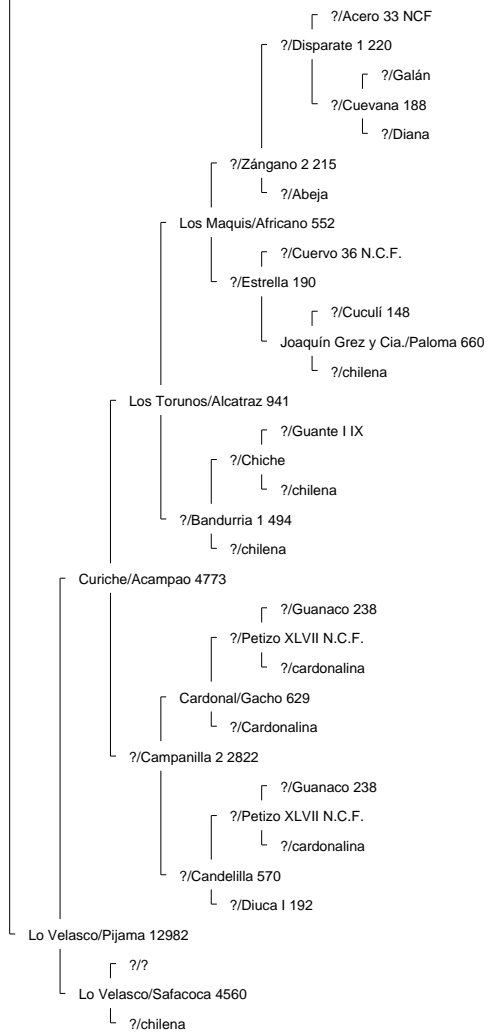 ?/Acero 33 NCF
?/Disparate 1 220
?/Galán
?/Cuevana 188
?/Diana
?/Zángano 2 215
?/Abeja
Los Maquis/Africano 552
?/Cuervo 36 N.C.F.
?/Estrella 190
?/Cuculí 148
Joaquín Grez y Cia./Paloma 660
?/chilena
Los Torunos/Alcatraz 941
?/Guante I IX
?/Chiche
?/chilena
?/Bandurria 1 494
?/chilena
Curiche/Acampao 4773
?/Guanaco 238
?/Petizo XLVII N.C.F.
?/cardonalina
Cardonal/Gacho 629
?/Cardonalina
?/Campanilla 2 2822
?/Guanaco 238
?/Petizo XLVII N.C.F.
?/cardonalina
?/Candelilla 570
?/Diuca I 192
Lo Velasco/Pijama 12982
?/?
Lo Velasco/Safacoca 4560
?/chilena